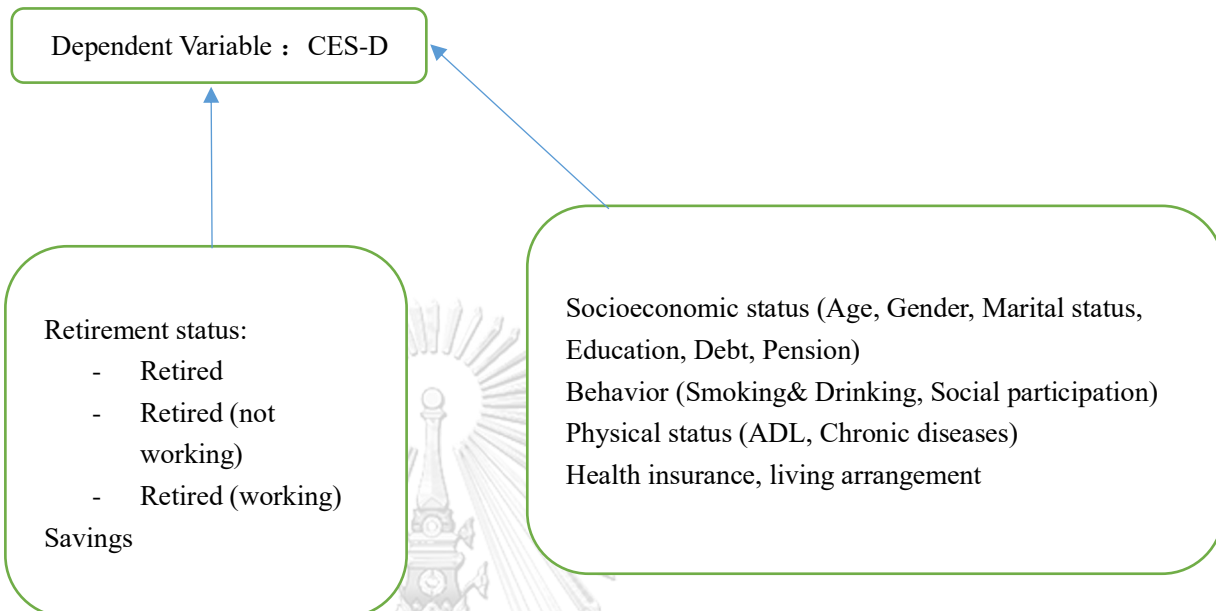 Dependent Variable ： CES-D
Retirement status:
- Retired
- Retired (not
working)
- Retired (working)
Savings
Socioeconomic status (Age, Gender, Marital status,
Education, Debt, Pension)
Behavior (Smoking& Drinking, Social participation)
Physical status (ADL, Chronic diseases)
Health insurance, living arrangement